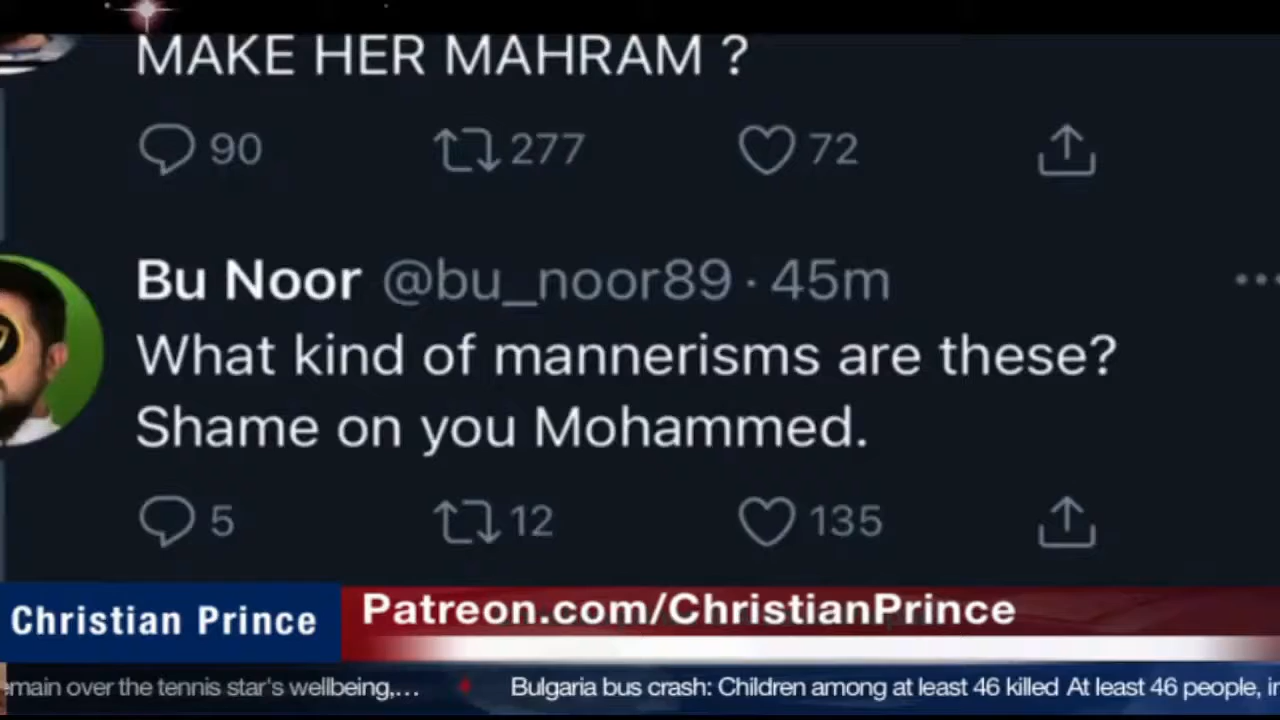 MAKE HER MAHRAM ?
90 277 72
Bu Noor @bu_noor89 · 45m
What kind of mannerisms are these?
Shame on you Mohammed.
5 12 135
Christian Prince
Patreon.com/ChristianPrince
emain over the tennis star's wellbeing,... Bulgaria bus crash: Children among at least 46 killed At least 46 people, in